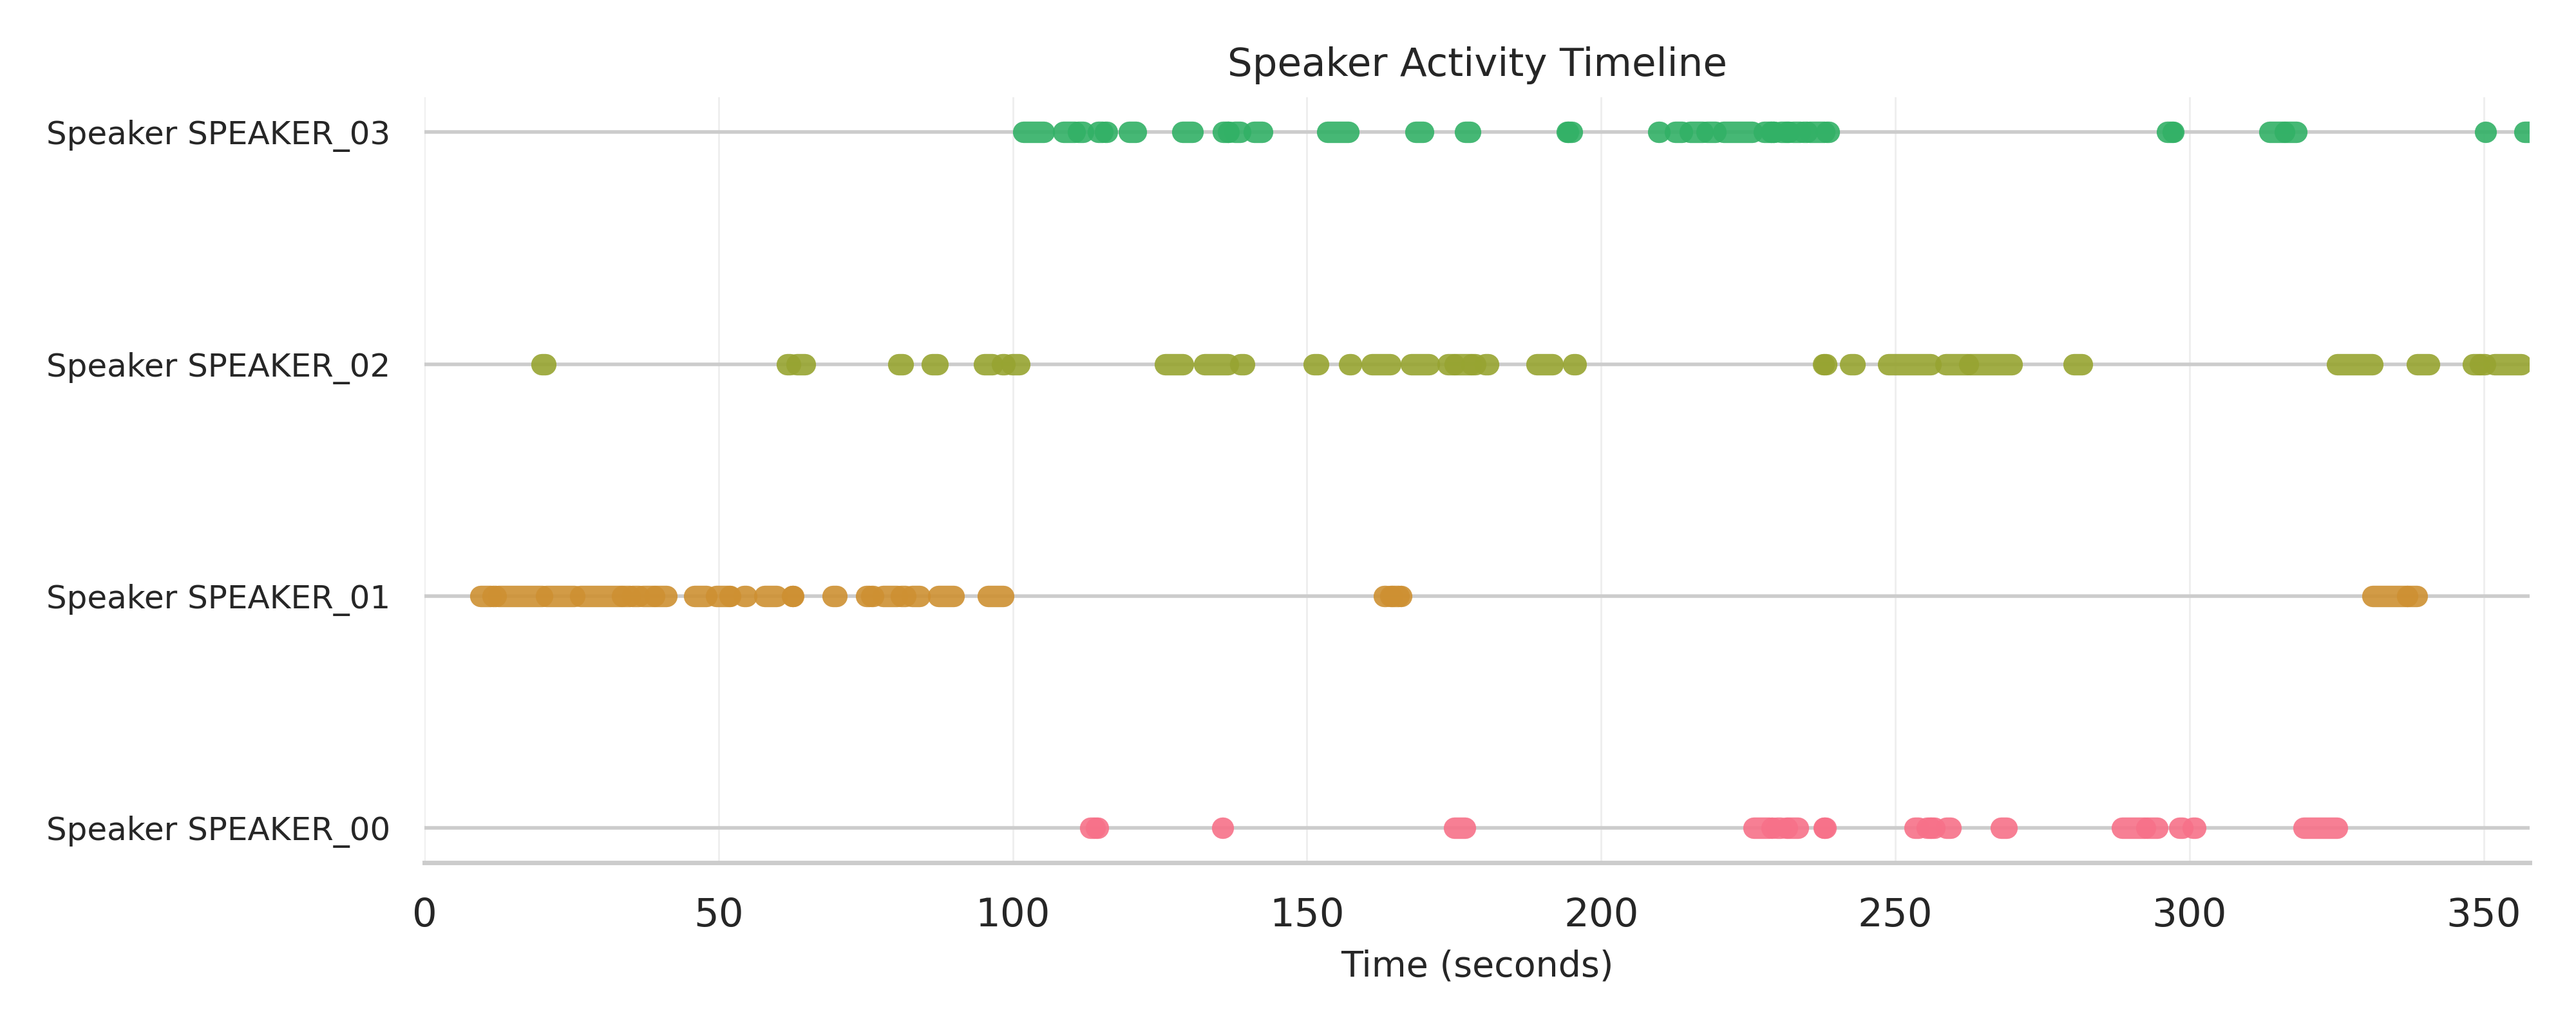 Speaker Activity Timeline
Speaker SPEAKER_03
Speaker SPEAKER_02
Speaker SPEAKER_01
Speaker SPEAKER_00
0 50 100 150 200 250 300 350
Time (seconds)